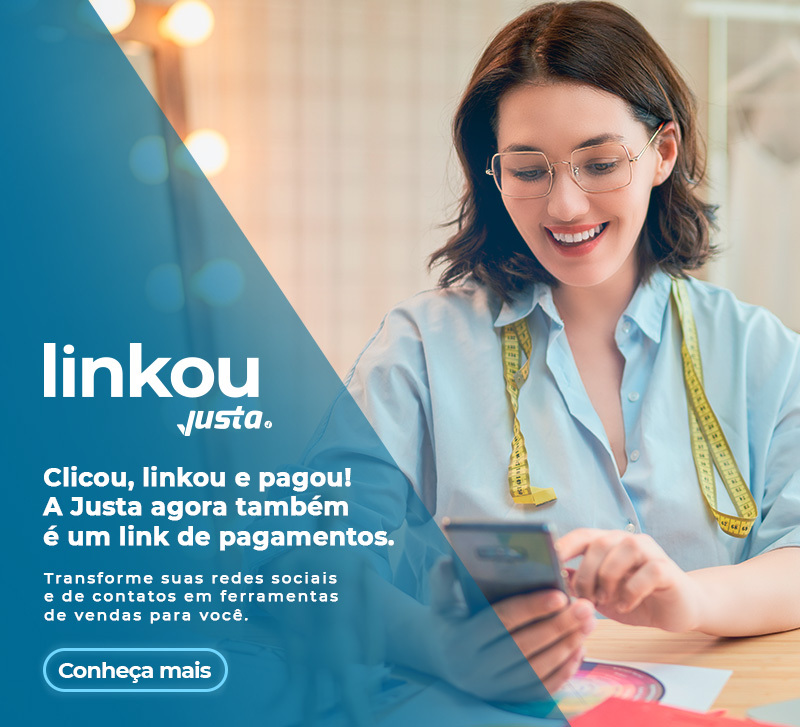 linkou
justa.
Clicou, linkou e pagou!
A Justa agora também
é um link de pagamentos.
Transforme suas redes sociais
e de contatos em ferramentas
de vendas para você.
Conheça mais